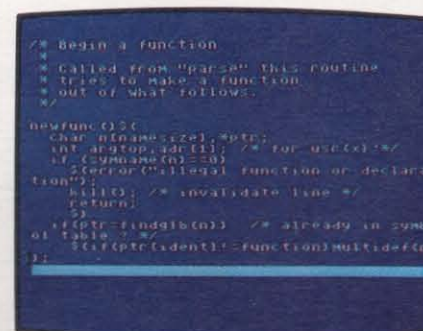 /* Begin a function
 *
 * Called from "parse" this routine
 * tries to make a function
 * out of what follows.
 */
newfunc()$(
char n[namesize],*ptr;
int argtop,adr[1]; /* for usr(x) */
if (symname(n)==0)
$(error("illegal function or declara
tion");
kill(); /* invalidate line */
return;
$)
if(ptr=findglb(n)) /* already in symb
ol table ? */
$(if(ptr[ident]!=function)multidef(n
);